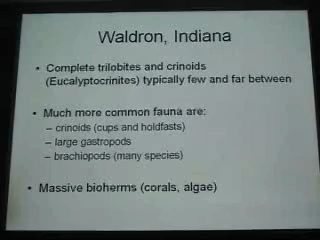 Waldron, Indiana
• Complete trilobites and crinoids
(Eucalyptocrinites) typically few and far between
• Much more common fauna are:
– crinoids (cups and holdfasts)
– large gastropods
– brachiopods (many species)
• Massive bioherms (corals, algae)